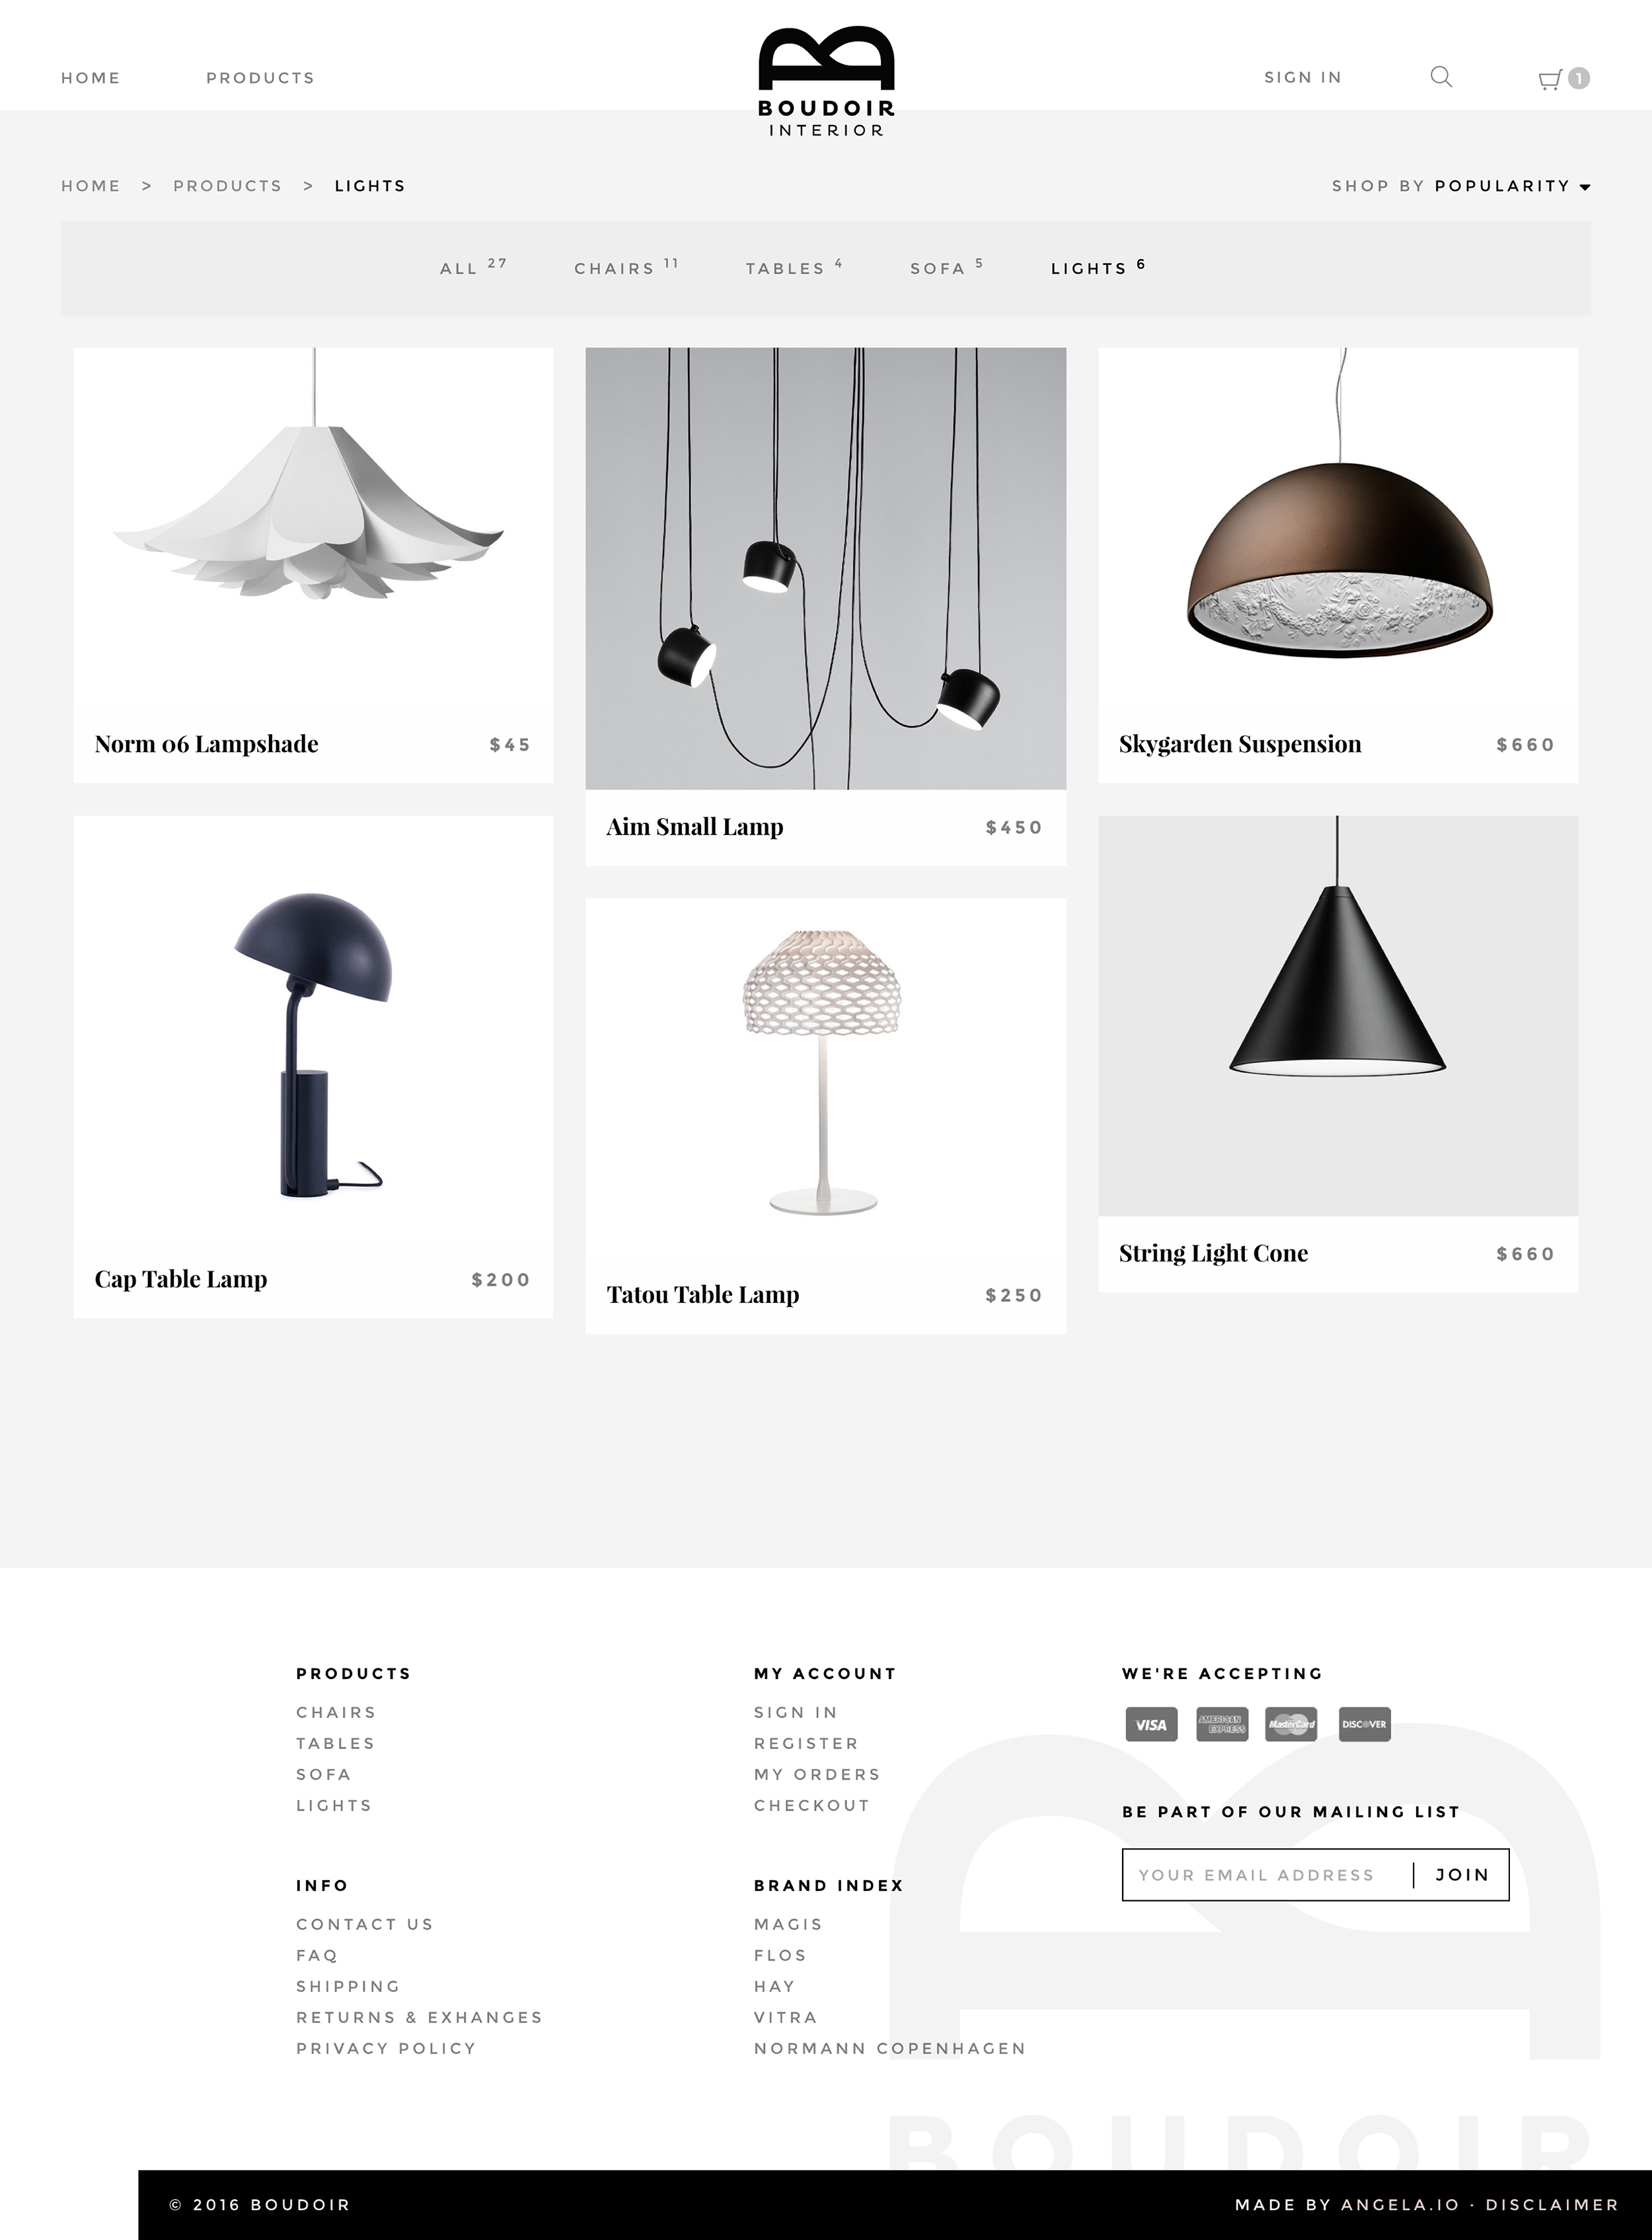 HOME PRODUCTS
BOUDOIR
INTERIOR
SIGN IN 1
HOME > PRODUCTS > LIGHTS
SHOP BY POPULARITY
ALL 27 CHAIRS 11 TABLES 4 SOFA 5 LIGHTS 6
Norm 06 Lampshade $45
Aim Small Lamp $450
Skygarden Suspension $660
Cap Table Lamp $200
Tatou Table Lamp $250
String Light Cone $660
PRODUCTS
CHAIRS
TABLES
SOFA
LIGHTS
MY ACCOUNT
SIGN IN
REGISTER
MY ORDERS
CHECKOUT
WE'RE ACCEPTING
VISA AMERICAN EXPRESS MasterCard DISCOVER
BE PART OF OUR MAILING LIST
YOUR EMAIL ADDRESS JOIN
INFO
CONTACT US
FAQ
SHIPPING
RETURNS & EXHANGES
PRIVACY POLICY
BRAND INDEX
MAGIS
FLOS
HAY
VITRA
NORMANN COPENHAGEN
BOUDOIR
© 2016 BOUDOIR
MADE BY ANGELA.IO · DISCLAIMER